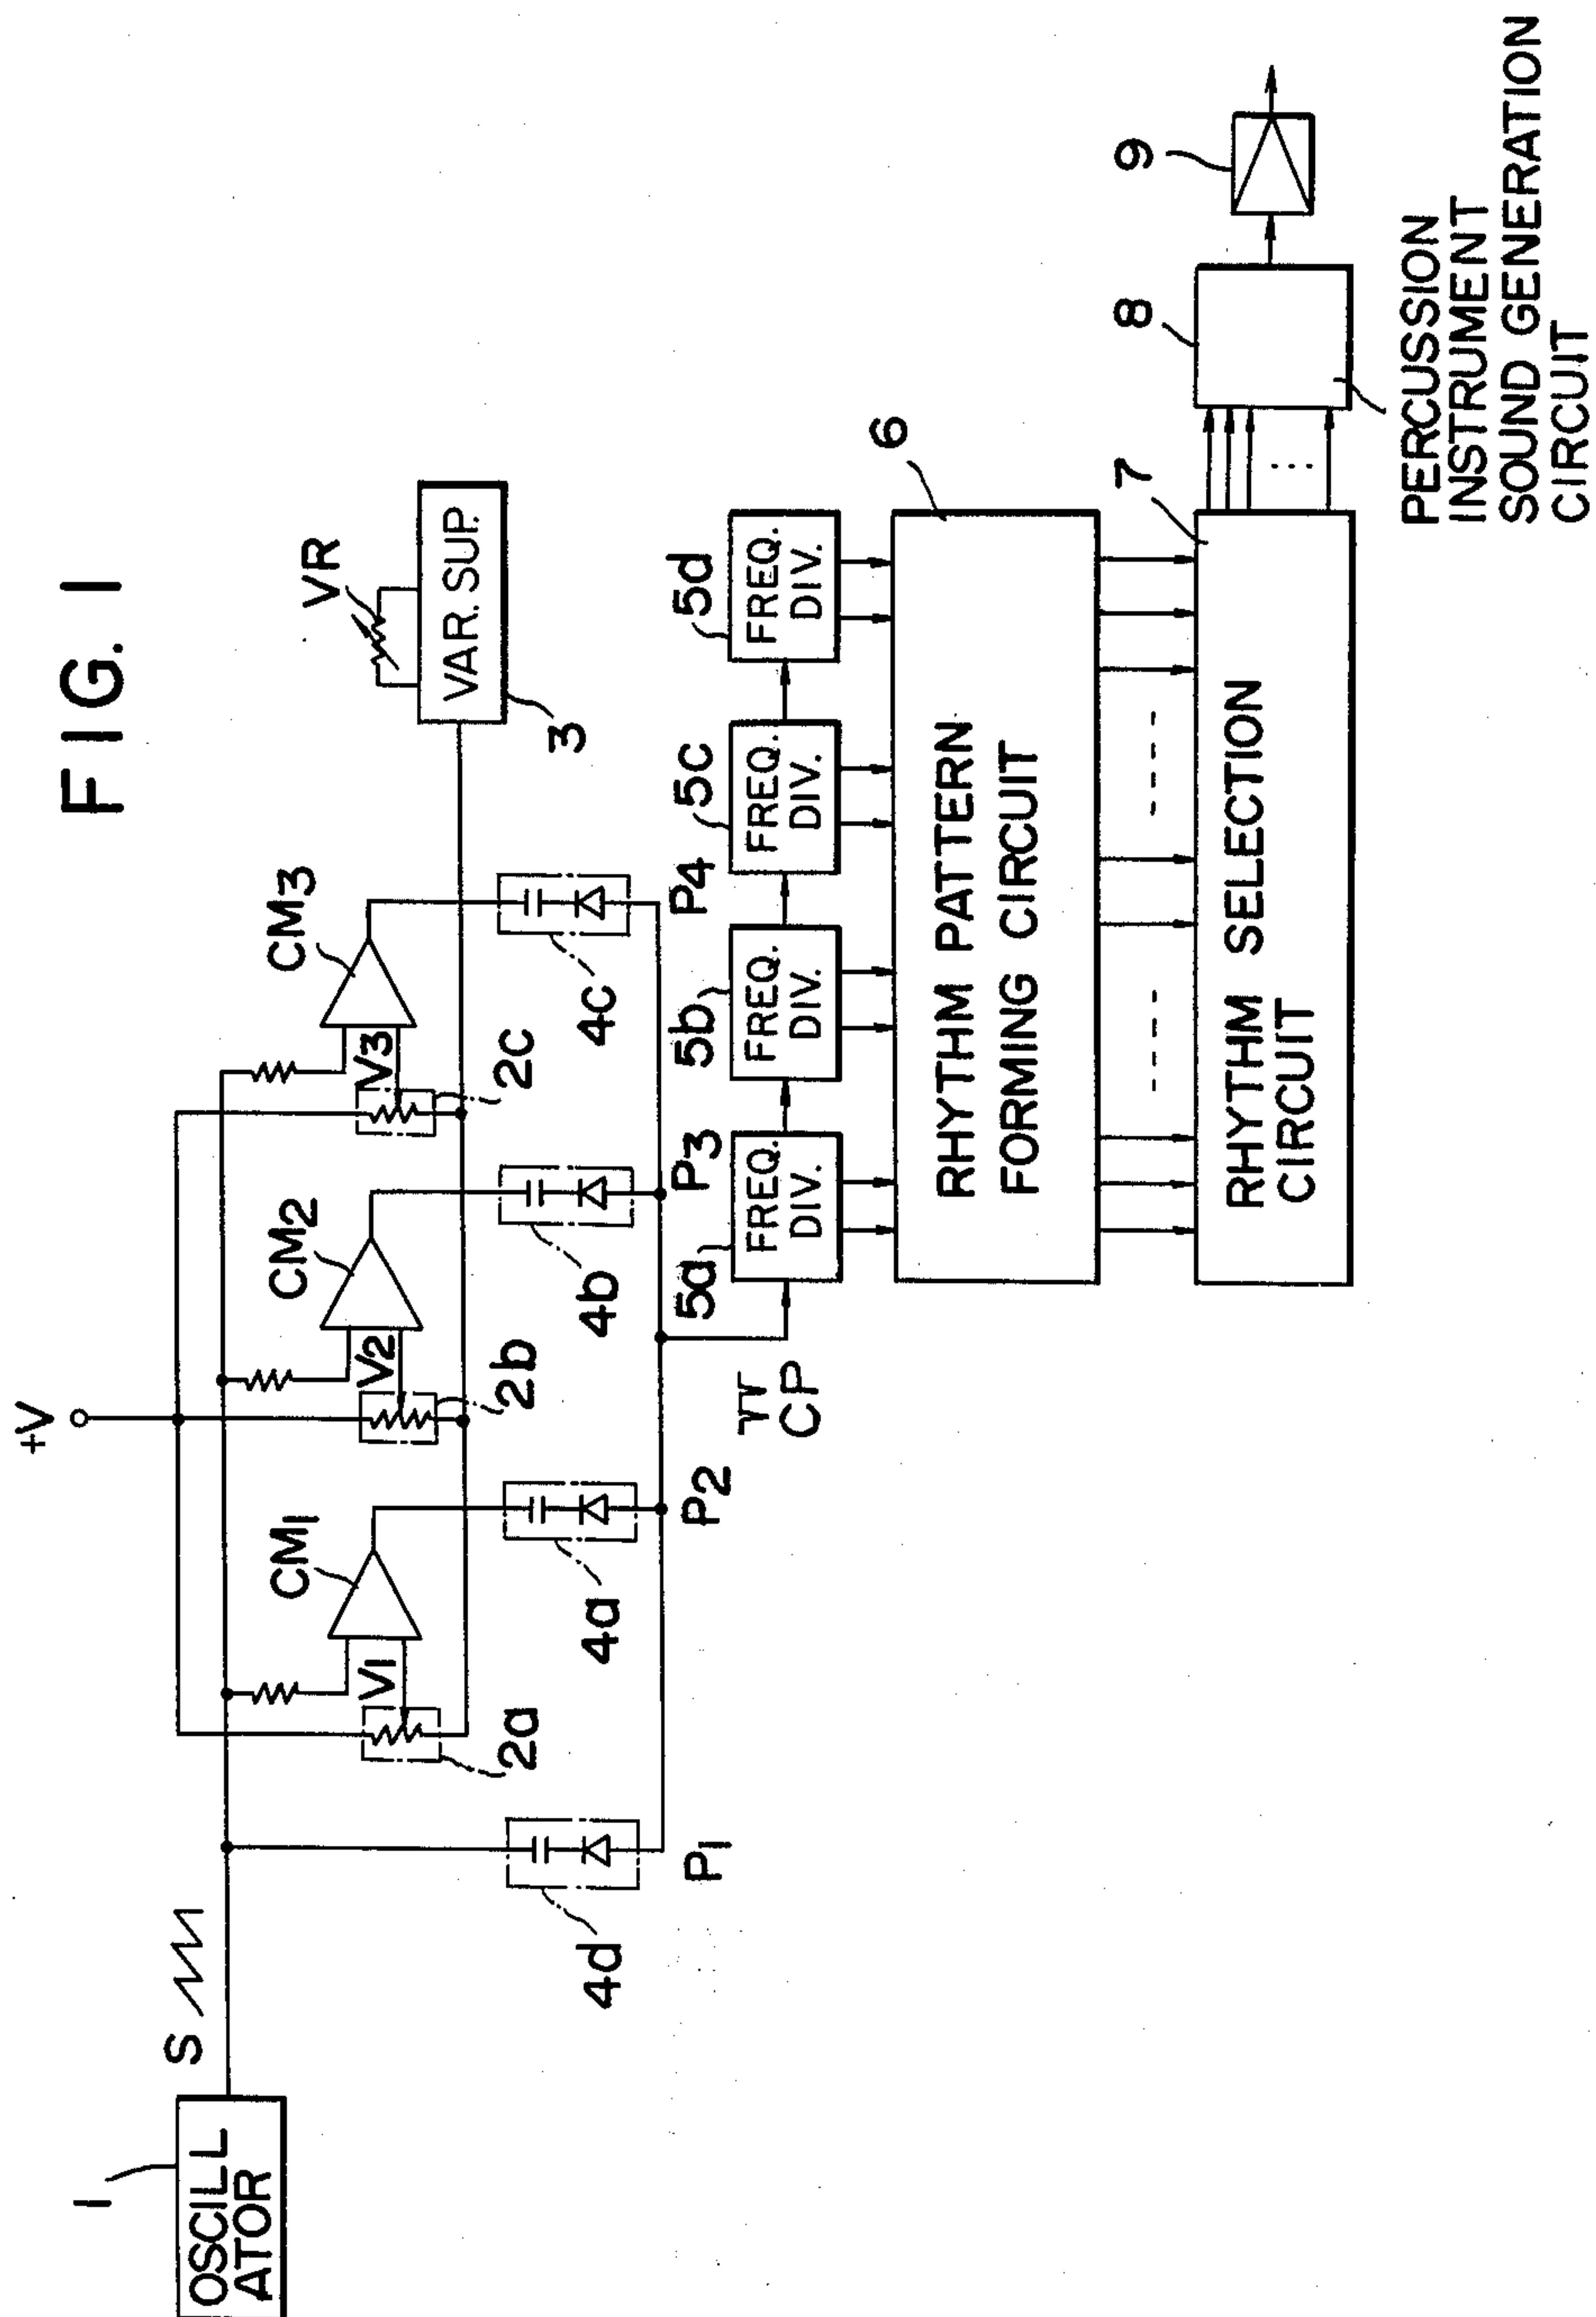 FIG. 1
+V
1
OSCILL
ATOR
S
CM1
CM2
CM3
V1
V2
V3
2a
2b
2c
VR
VAR. SUP.
3
4d
4a
4b
4c
P1
P2
P3
P4
CP
5a
FREQ.
DIV.
5b
FREQ.
DIV.
5c
FREQ.
DIV.
5d
FREQ.
DIV.
6
RHYTHM PATTERN
FORMING CIRCUIT
7
RHYTHM SELECTION
CIRCUIT
8
9
PERCUSSION
INSTRUMENT
SOUND GENERATION
CIRCUIT